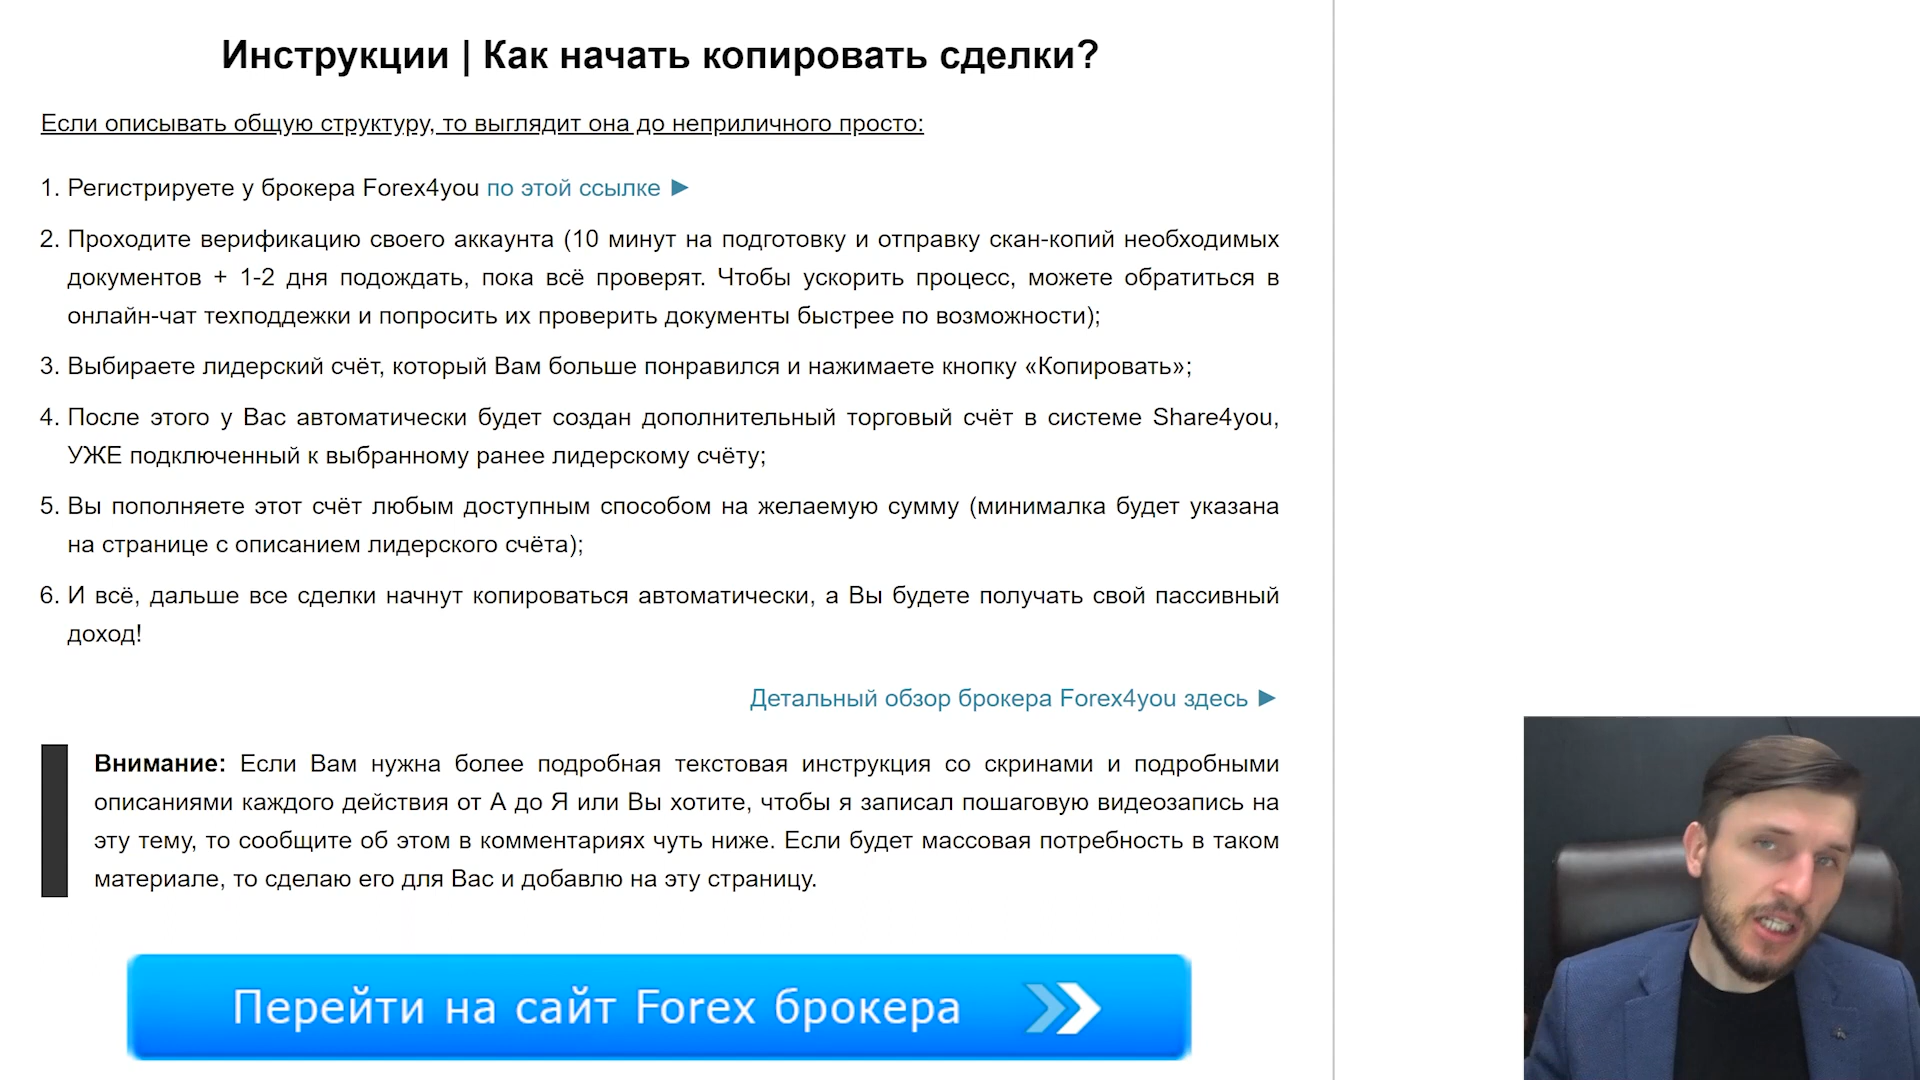 Инструкции | Как начать копировать сделки?
Если описывать общую структуру, то выглядит она до неприличного просто:
1. Регистрируете у брокера Forex4you по этой ссылке ►
2. Проходите верификацию своего аккаунта (10 минут на подготовку и отправку скан-копий необходимых
документов + 1-2 дня подождать, пока всё проверят. Чтобы ускорить процесс, можете обратиться в
онлайн-чат техподдежки и попросить их проверить документы быстрее по возможности);
3. Выбираете лидерский счёт, который Вам больше понравился и нажимаете кнопку «Копировать»;
4. После этого у Вас автоматически будет создан дополнительный торговый счёт в системе Share4you,
УЖЕ подключенный к выбранному ранее лидерскому счёту;
5. Вы пополняете этот счёт любым доступным способом на желаемую сумму (минималка будет указана
на странице с описанием лидерского счёта);
6. И всё, дальше все сделки начнут копироваться автоматически, а Вы будете получать свой пассивный
доход!
Детальный обзор брокера Forex4you здесь ►
Внимание: Если Вам нужна более подробная текстовая инструкция со скринами и подробными
описаниями каждого действия от А до Я или Вы хотите, чтобы я записал пошаговую видеозапись на
эту тему, то сообщите об этом в комментариях чуть ниже. Если будет массовая потребность в таком
материале, то сделаю его для Вас и добавлю на эту страницу.
Перейти на сайт Forex брокера